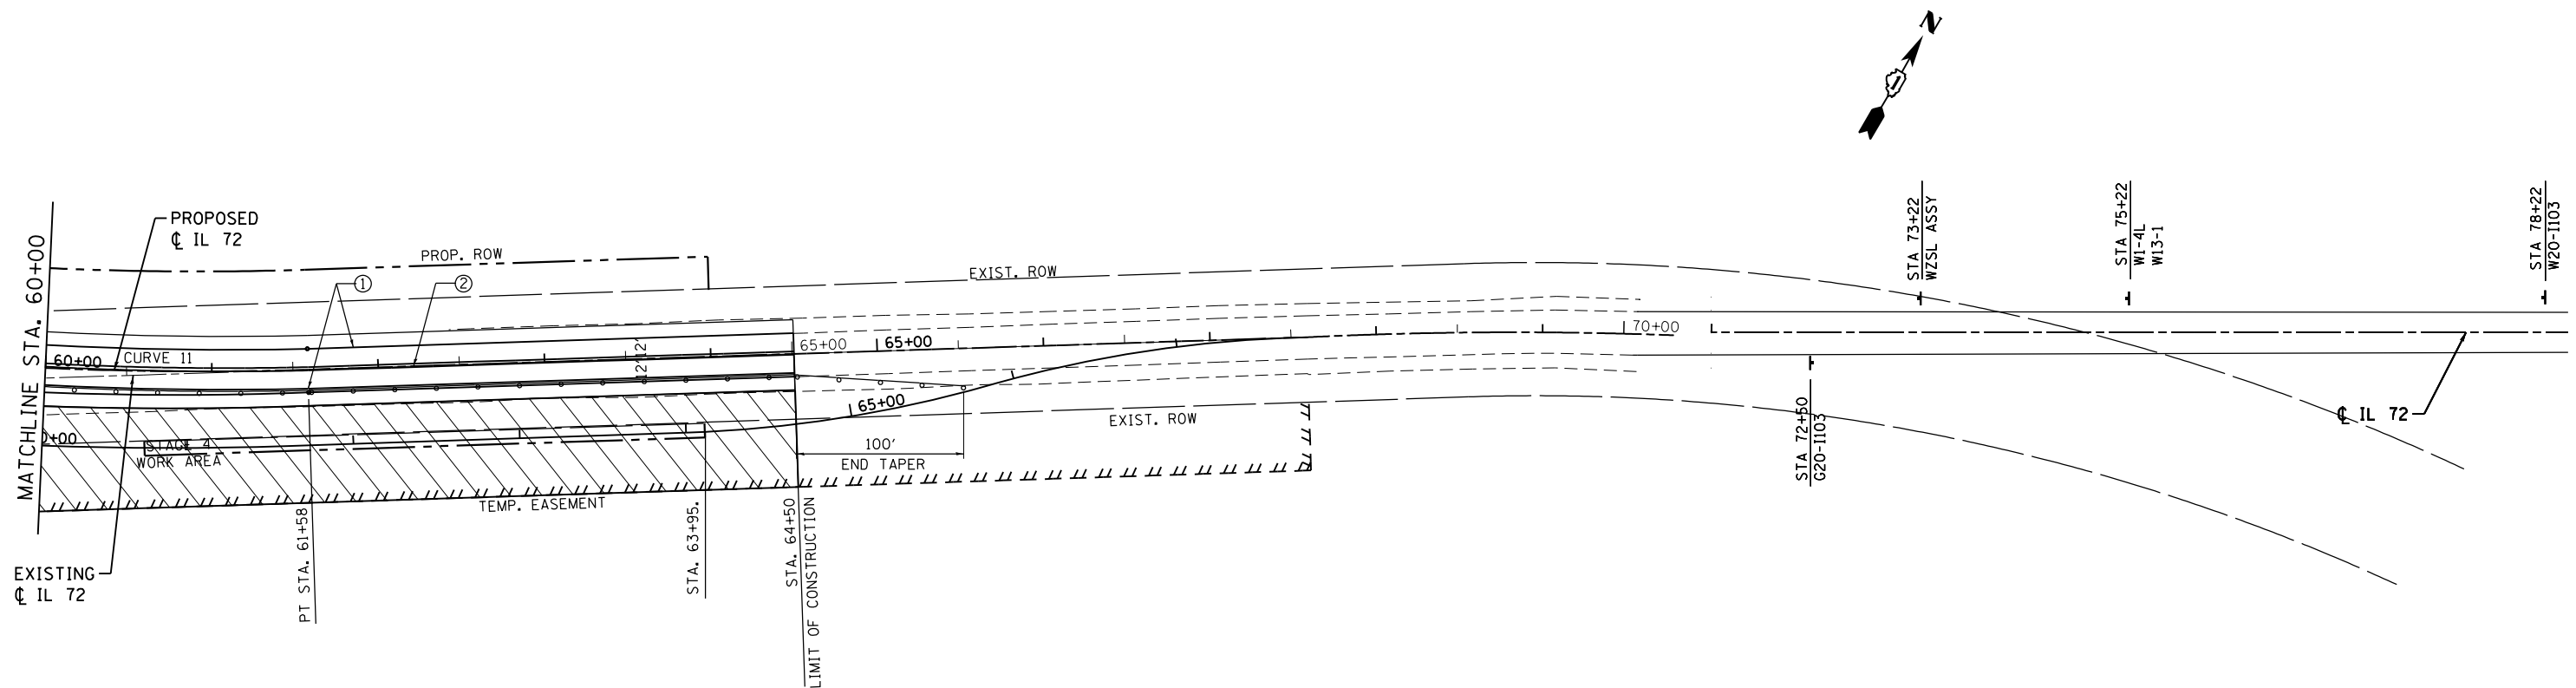 N
1
MATCHLINE STA. 60+00
PROPOSED
℄ IL 72
PROP. ROW
1
2
EXIST. ROW
60+00
CURVE 11
12'
12'
65+00
65+00
70+00
65+00
0+00
STAGE 4
WORK AREA
TEMP. EASEMENT
EXISTING
℄ IL 72
PT STA. 61+58
STA. 63+95.
STA. 64+50
LIMIT OF CONSTRUCTION
100'
END TAPER
EXIST. ROW
STA 72+50
G20-I103
STA 73+22
WZSL ASSY
STA 75+22
W1-4L
W13-1
STA 78+22
W20-I103
℄ IL 72